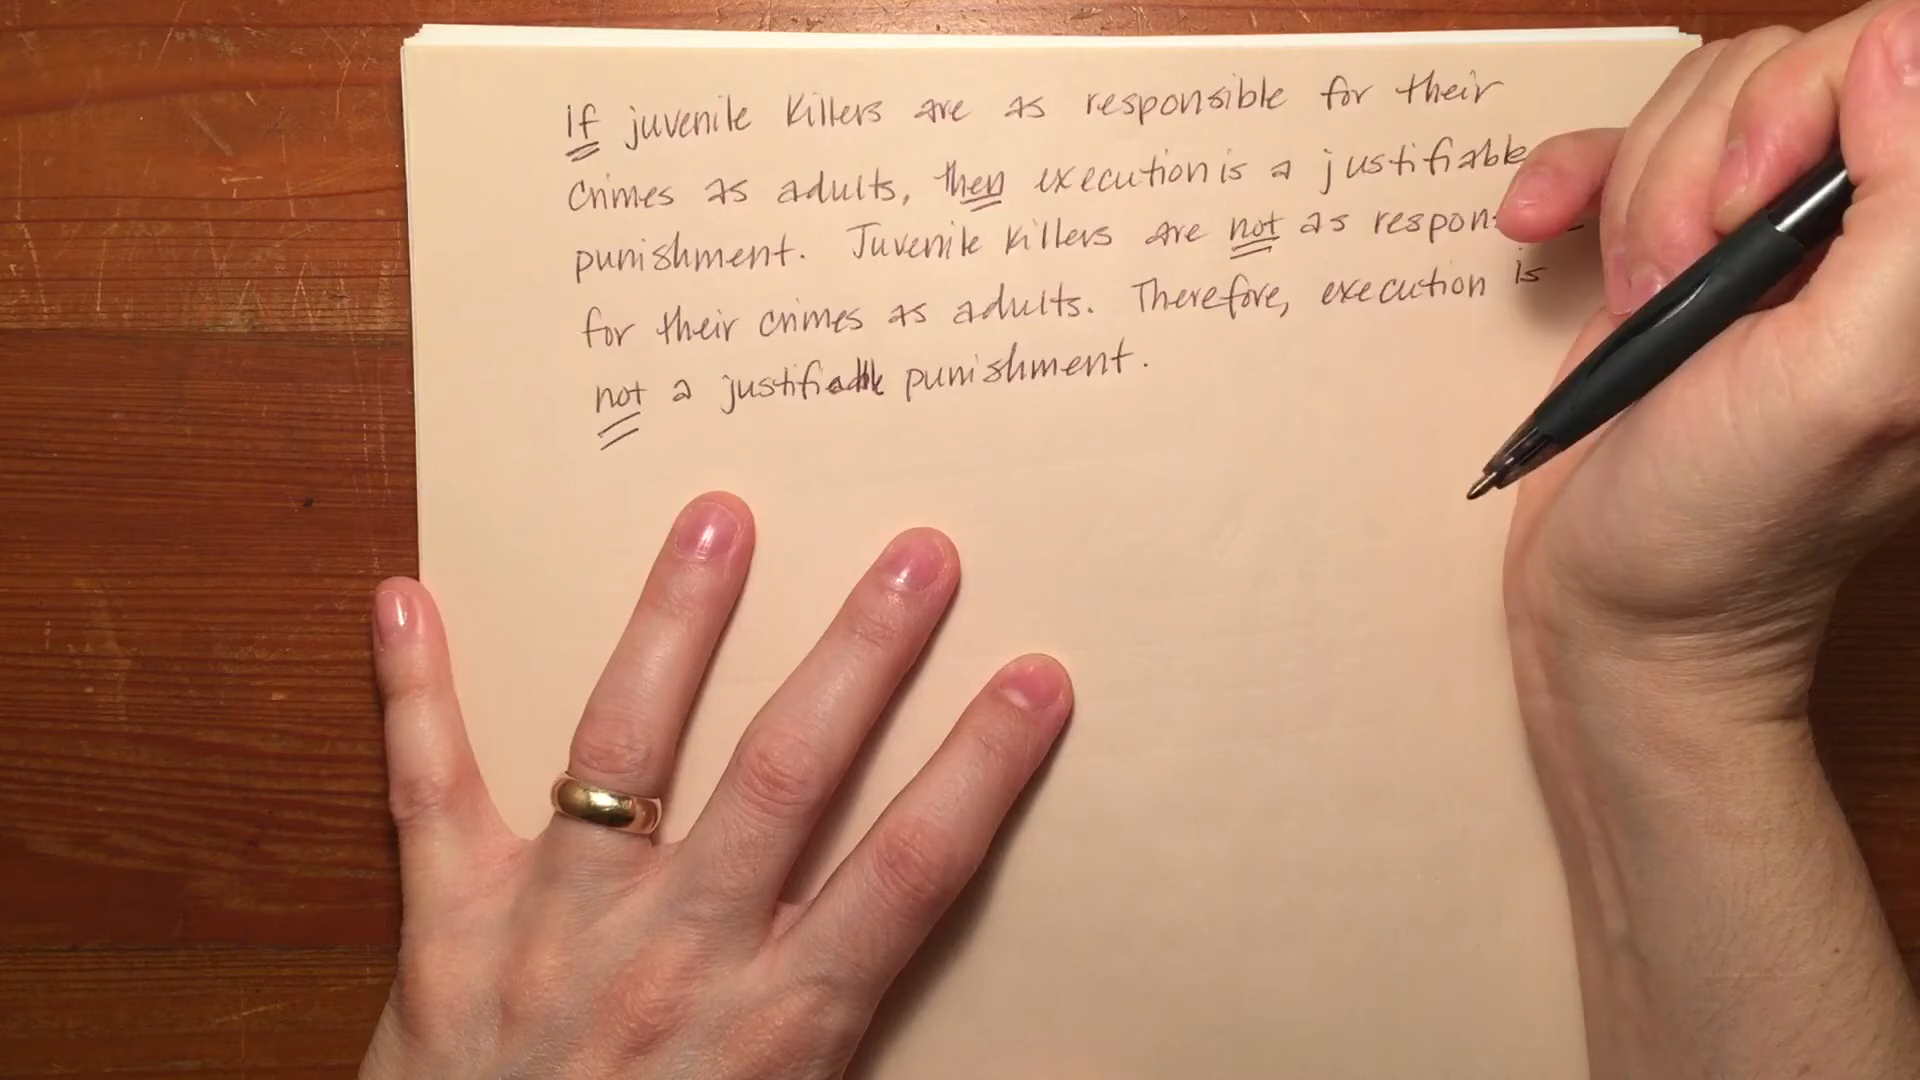 If juvenile killers are as responsible for their
crimes as adults, then execution is a justifiable
punishment. Juvenile killers are not as respons
for their crimes as adults. Therefore, execution is
not a justifiable punishment.